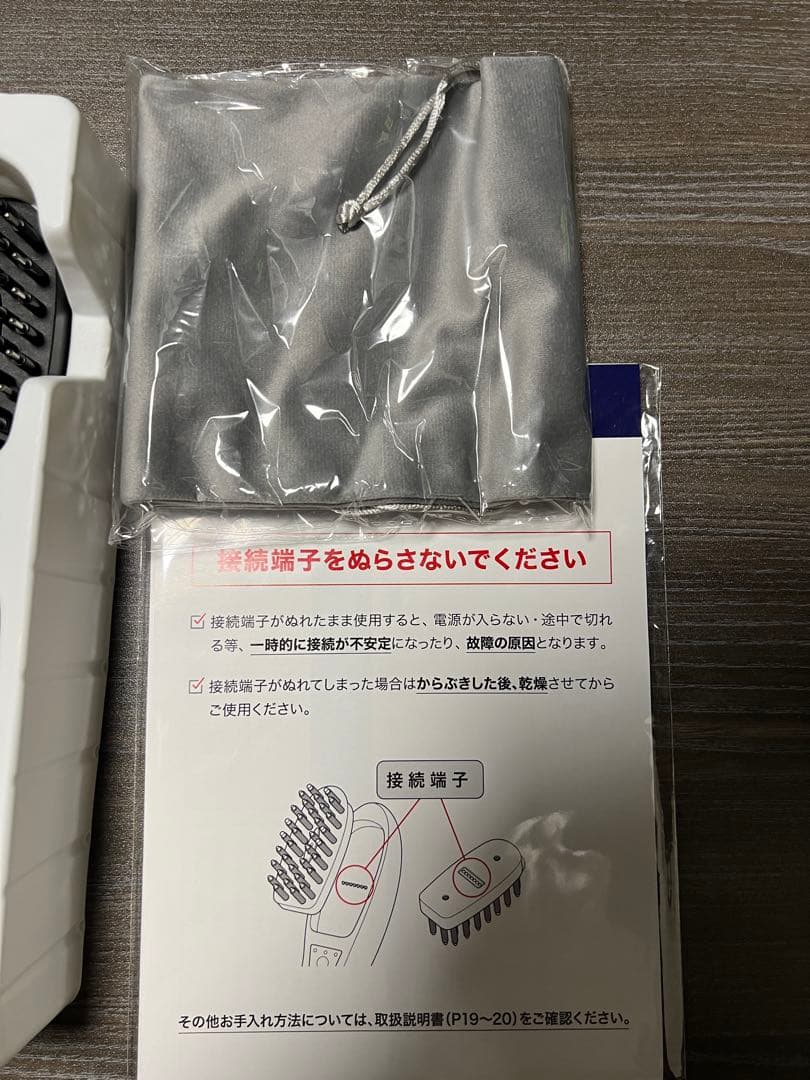 接続端子をぬらさないでください
接続端子がぬれたまま使用すると、電源が入らない・途中で切れ
る等、一時的に接続が不安定になったり、故障の原因となります。
接続端子がぬれてしまった場合はからぶきした後、乾燥させてから
ご使用ください。
接続端子
その他お手入れ方法については、取扱説明書(P19～20)をご確認ください。